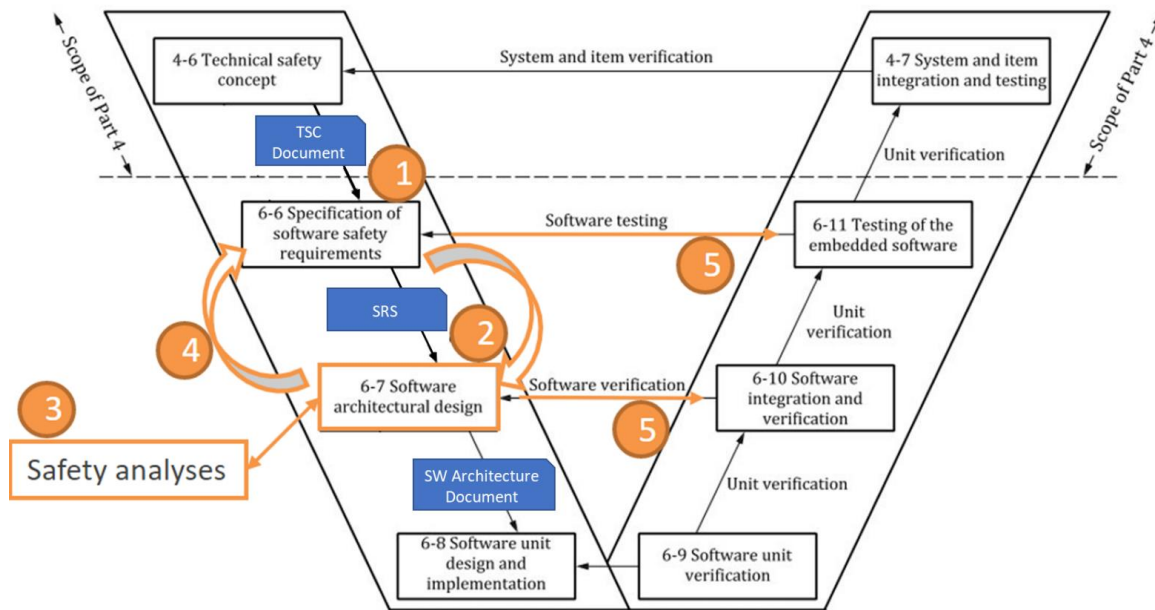 Scope of Part 4
4-6 Technical safety
concept
System and item verification
4-7 System and item
integration and testing
Scope of Part 4
TSC
Document
Unit verification
1
6-6 Specification of
software safety
requirements
Software testing
5
6-11 Testing of the
embedded software
SRS
2
4
Unit
verification
6-7 Software
architectural design
Software verification
5
6-10 Software
integration and
verification
3
Safety analyses
SW Architecture
Document
Unit verification
6-8 Software unit
design and
implementation
6-9 Software unit
verification